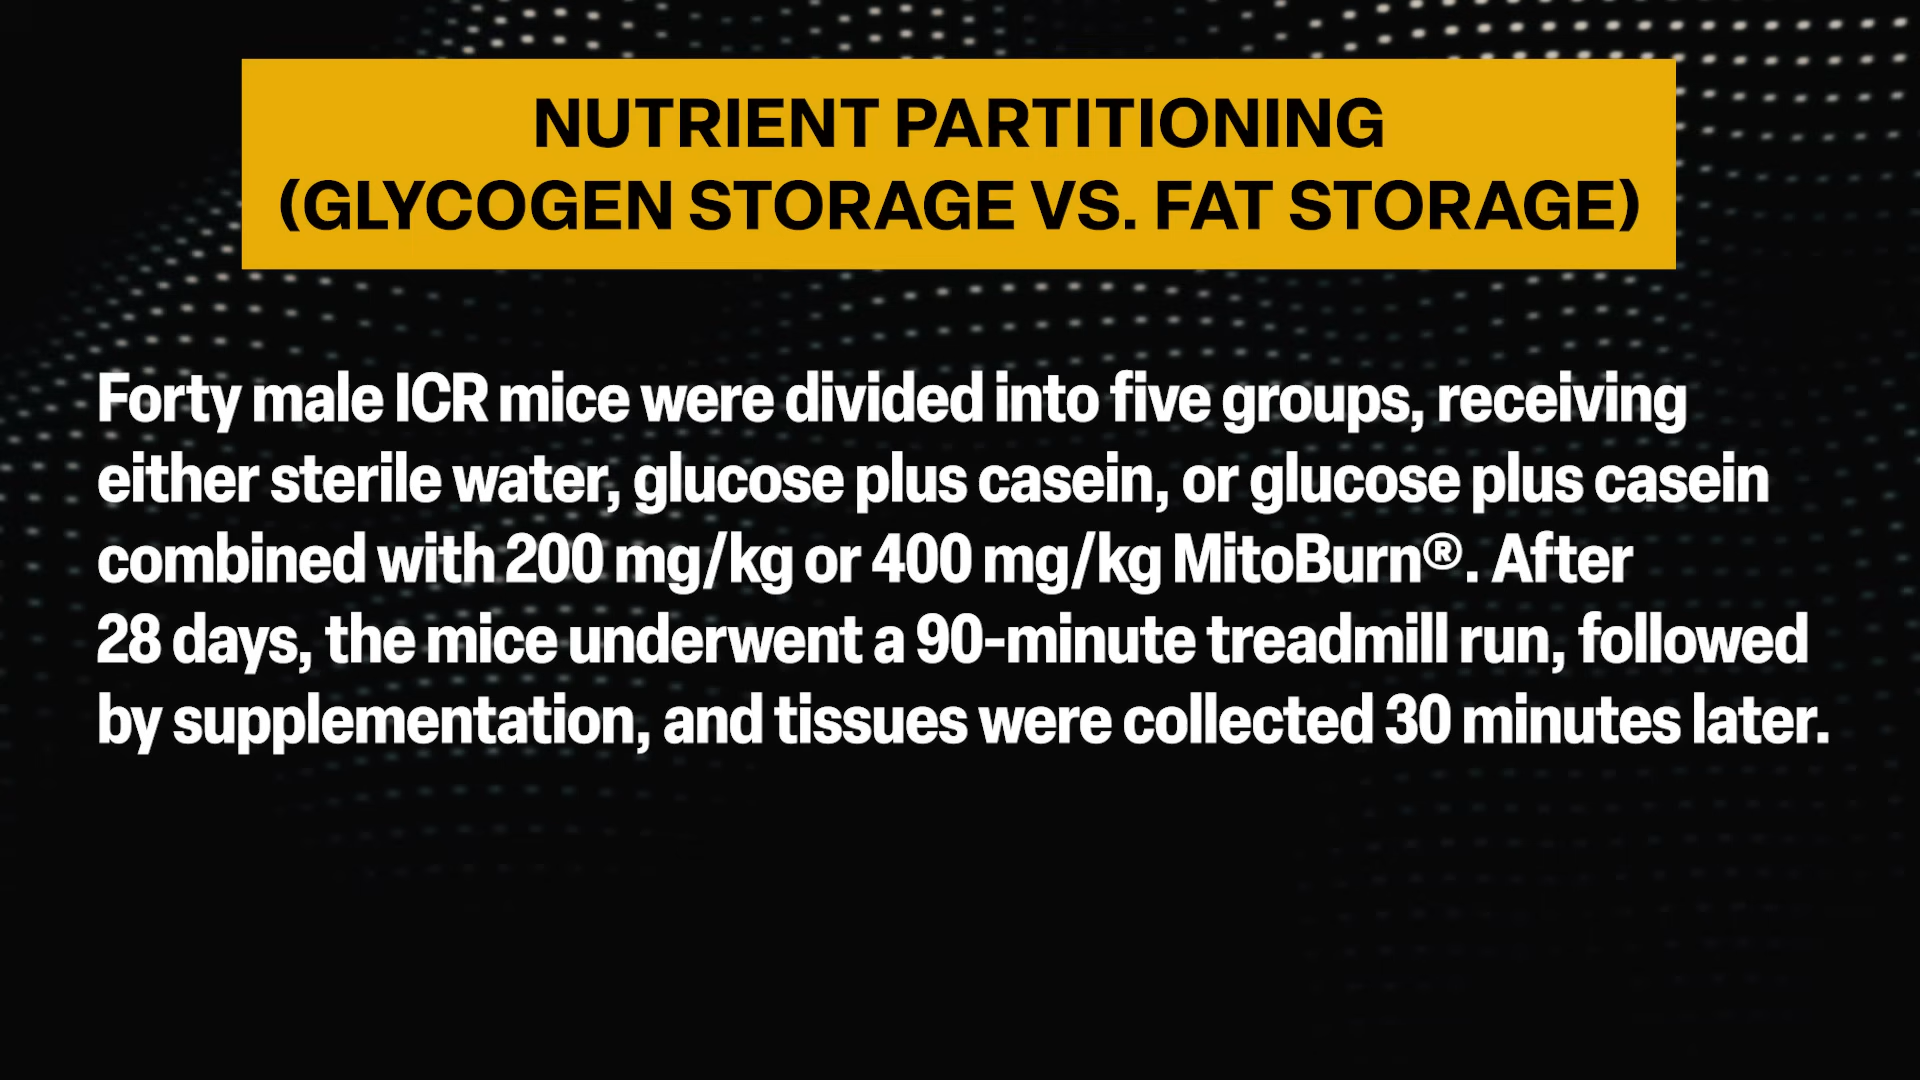 NUTRIENT PARTITIONING
(GLYCOGEN STORAGE VS. FAT STORAGE)
Forty male ICR mice were divided into five groups, receiving
either sterile water, glucose plus casein, or glucose plus casein
combined with 200 mg/kg or 400 mg/kg MitoBurn®. After
28 days, the mice underwent a 90-minute treadmill run, followed
by supplementation, and tissues were collected 30 minutes later.